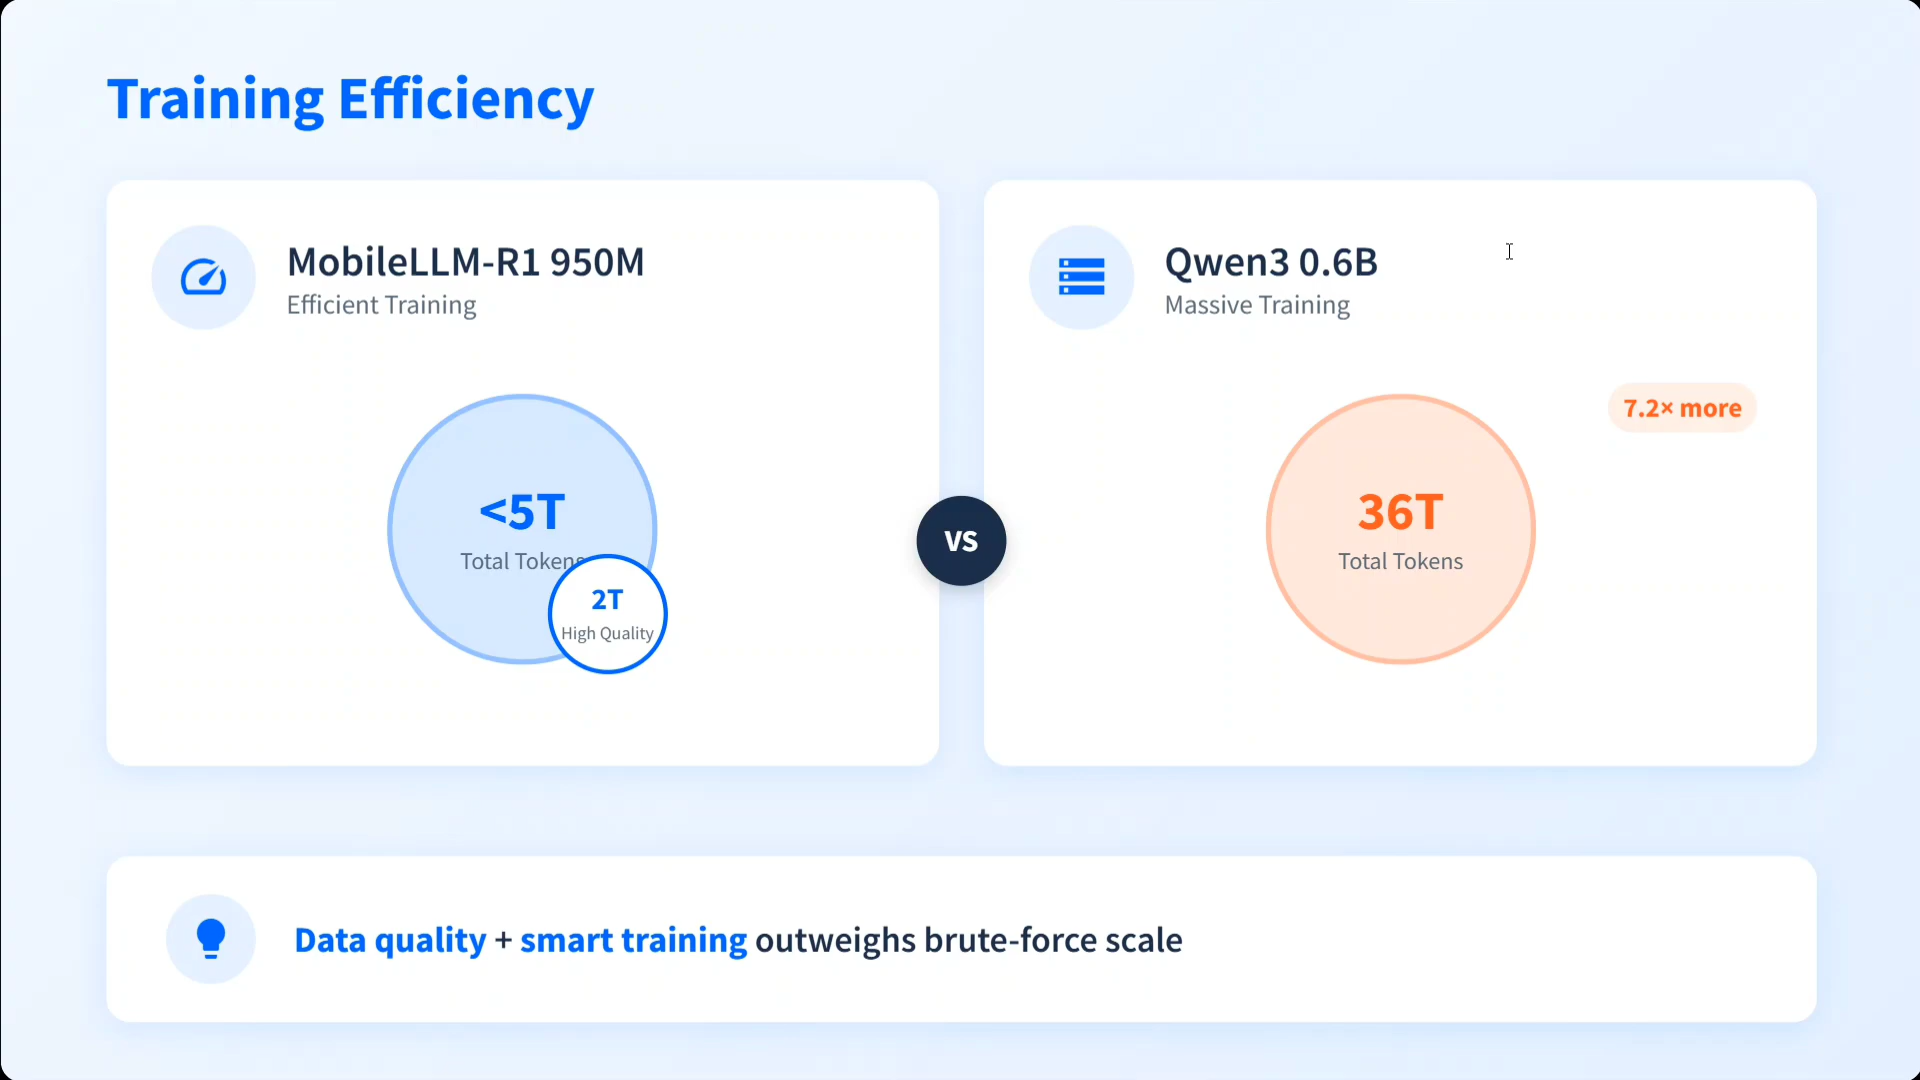 Training Efficiency
MobileLLM-R1 950M
Efficient Training
<5T
Total Tokens
2T
High Quality
VS
Qwen3 0.6B
Massive Training
7.2× more
36T
Total Tokens
Data quality + smart training outweighs brute-force scale